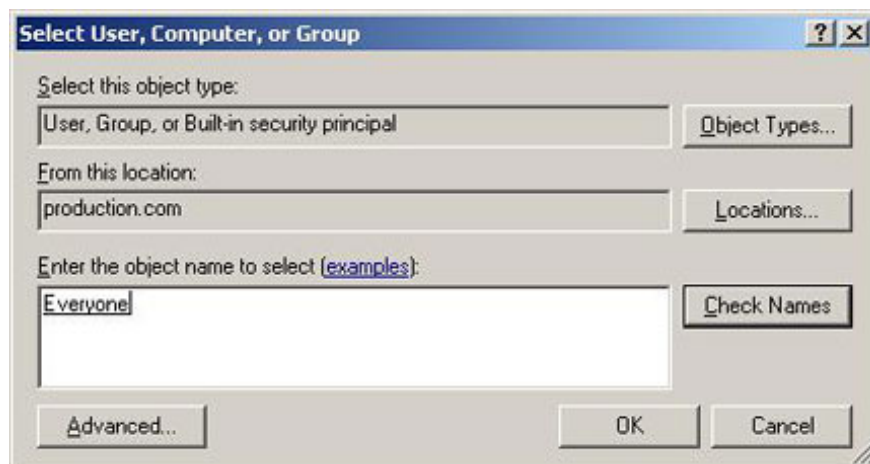 Select User, Computer, or Group
Select this object type:
User, Group, or Built-in security principal
Object Types...
From this location:
production.com
Locations...
Enter the object name to select (examples):
Everyone
Check Names
Advanced...
OK
Cancel